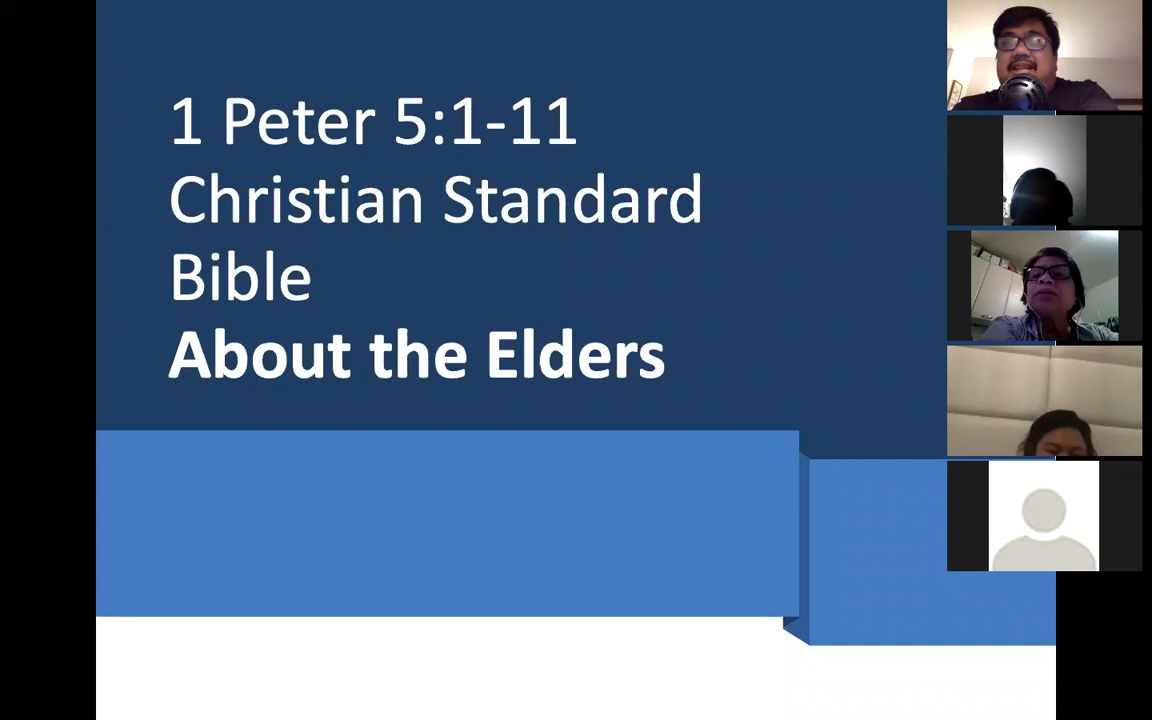 1 Peter 5:1-11
Christian Standard
Bible
About the Elders